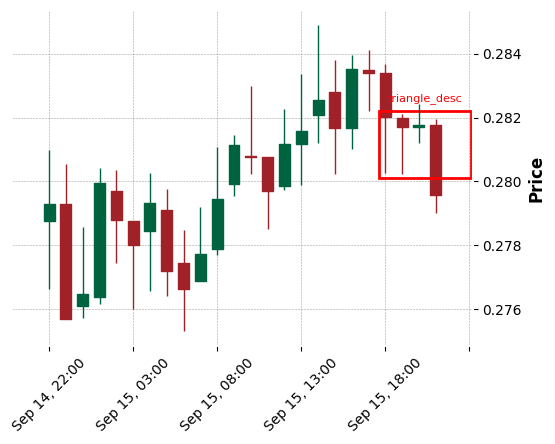 triangle_desc
0.284
0.282
0.280
0.278
0.276
Price
Sep 14, 22:00
Sep 15, 03:00
Sep 15, 08:00
Sep 15, 13:00
Sep 15, 18:00